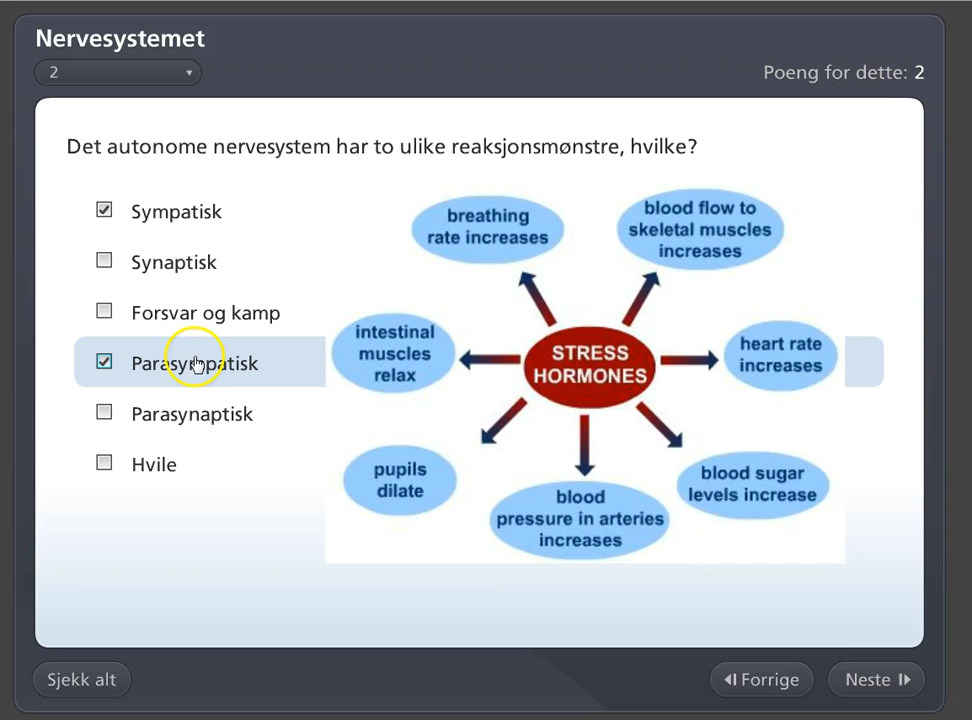 Nervesystemet
2
Poeng for dette: 2
Det autonome nervesystem har to ulike reaksjonsmønstre, hvilke?
Sympatisk
Synaptisk
Forsvar og kamp
Parasympatisk
Parasynaptisk
Hvile
breathing
rate increases
blood flow to
skeletal muscles
increases
intestinal
muscles
relax
STRESS
HORMONES
heart rate
increases
pupils
dilate
blood
pressure in arteries
increases
blood sugar
levels increase
Sjekk alt
Forrige
Neste